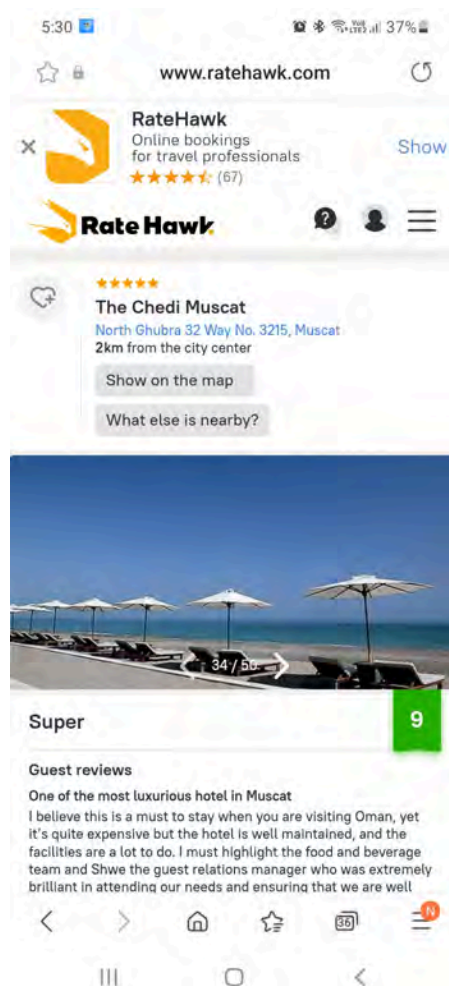 5:30
37%
www.ratehawk.com
RateHawk
Online bookings
for travel professionals
(67)
Show
Rate Hawk.
The Chedi Muscat
North Ghubra 32 Way No. 3215, Muscat
2km from the city center
Show on the map
What else is nearby?
34 / 50
Super
9
Guest reviews
One of the most luxurious hotel in Muscat
I believe this is a must to stay when you are visiting Oman, yet
it's quite expensive but the hotel is well maintained, and the
facilities are a lot to do. I must highlight the food and beverage
team and Shwe the guest relations manager who was extremely
brilliant in attending our needs and ensuring that we are well
36
N